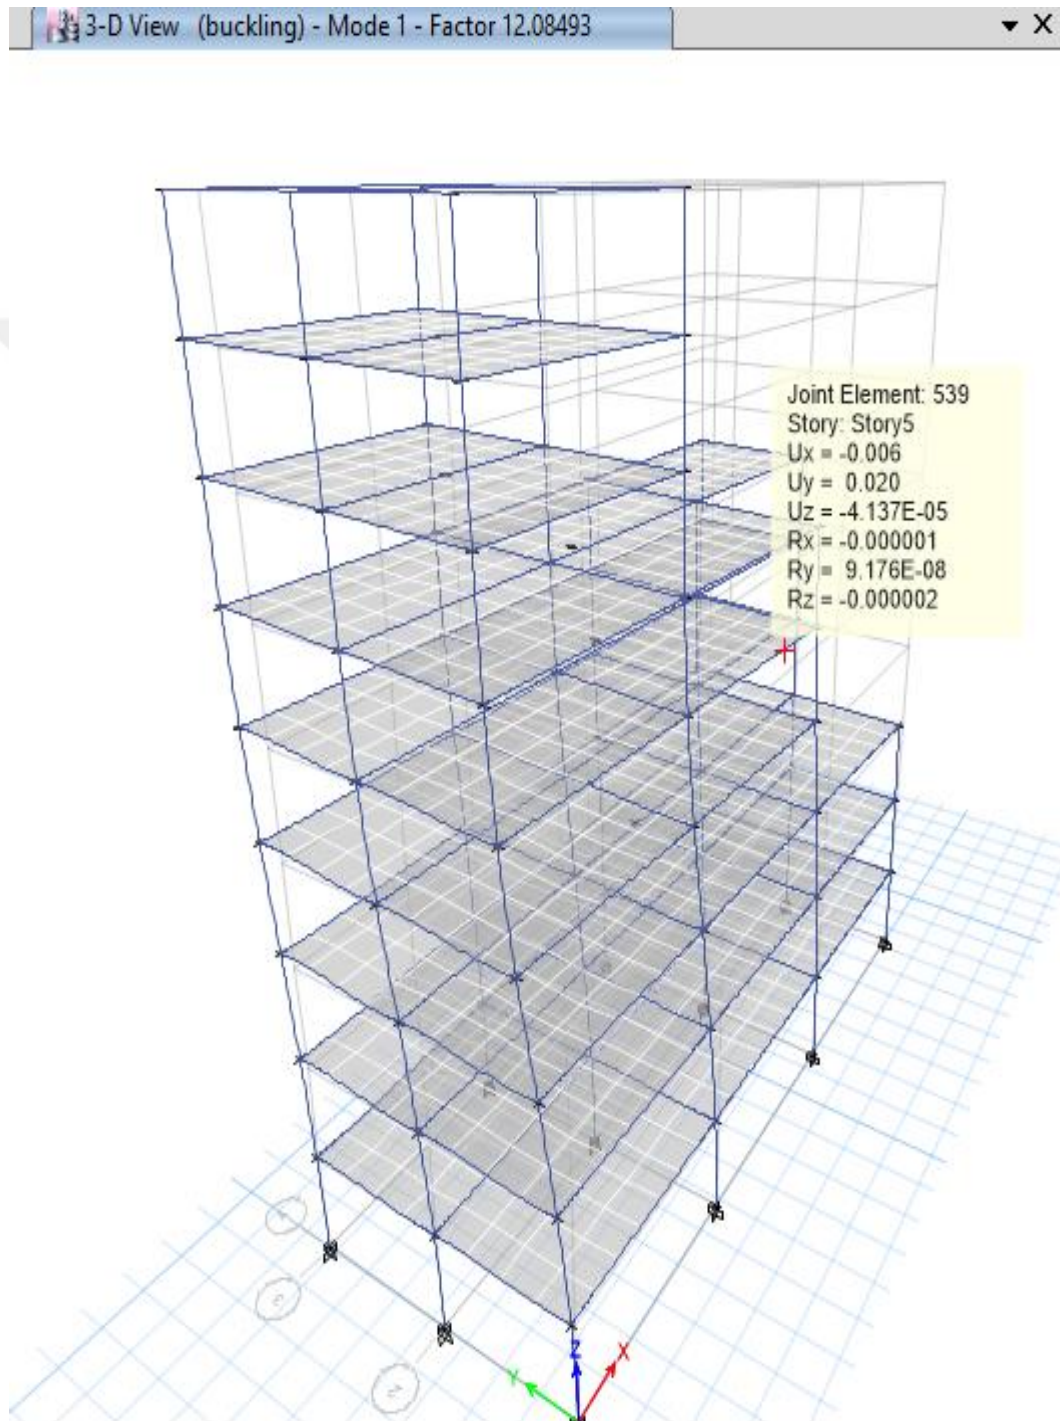 3-D View (buckling) - Mode 1 - Factor 12.08493
Joint Element: 539
Story: Story5
Ux = -0.006
Uy = 0.020
Uz = -4.137E-05
Rx = -0.000001
Ry = 9.176E-08
Rz = -0.000002
Z
X
Y